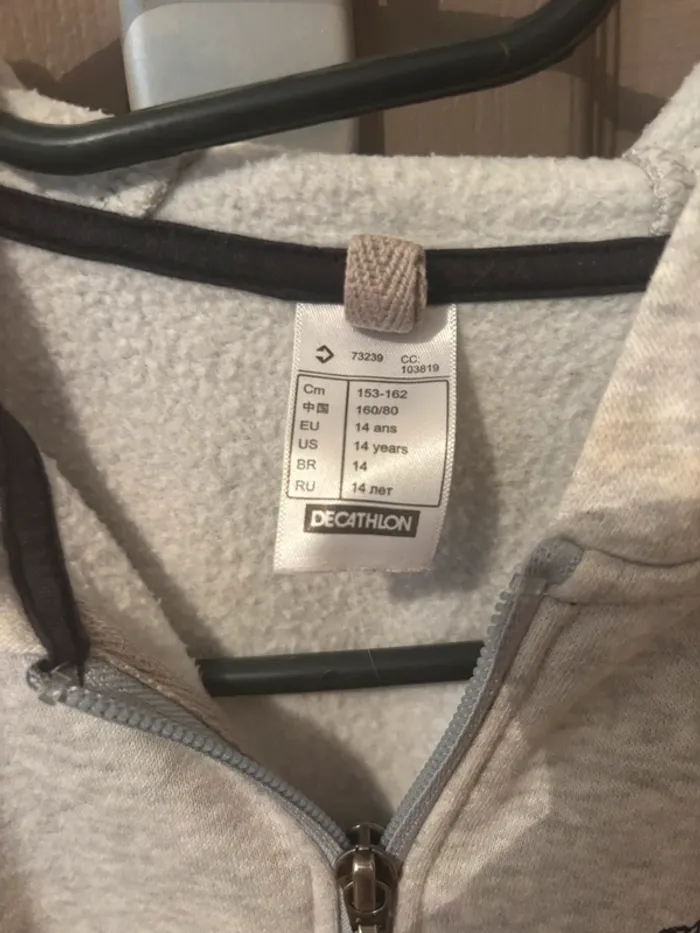 73239 CC:
103819
Cm 153-162
中国 160/80
EU 14 ans
US 14 years
BR 14
RU 14 лет
DECATHLON